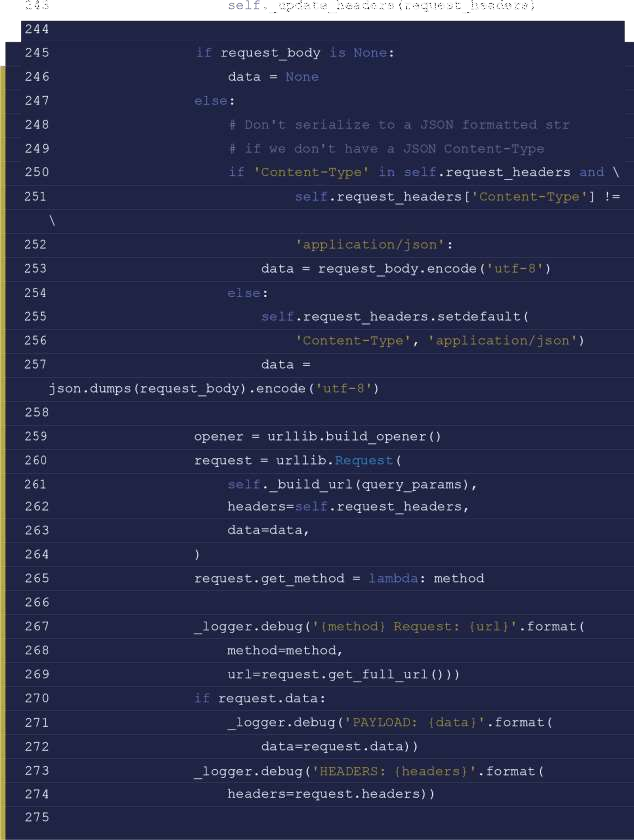 243 self._update_headers(request_headers)
244
245 if request_body is None:
246 data = None
247 else:
248 # Don't serialize to a JSON formatted str
249 # if we don't have a JSON Content-Type
250 if 'Content-Type' in self.request_headers and \
251 self.request_headers['Content-Type'] !=
\
252 'application/json':
253 data = request_body.encode('utf-8')
254 else:
255 self.request_headers.setdefault(
256 'Content-Type', 'application/json')
257 data =
json.dumps(request_body).encode('utf-8')
258
259 opener = urllib.build_opener()
260 request = urllib.Request(
261 self._build_url(query_params),
262 headers=self.request_headers,
263 data=data,
264 )
265 request.get_method = lambda: method
266
267 _logger.debug('{method} Request: {url}'.format(
268 method=method,
269 url=request.get_full_url()))
270 if request.data:
271 _logger.debug('PAYLOAD: {data}'.format(
272 data=request.data))
273 _logger.debug('HEADERS: {headers}'.format(
274 headers=request.headers))
275